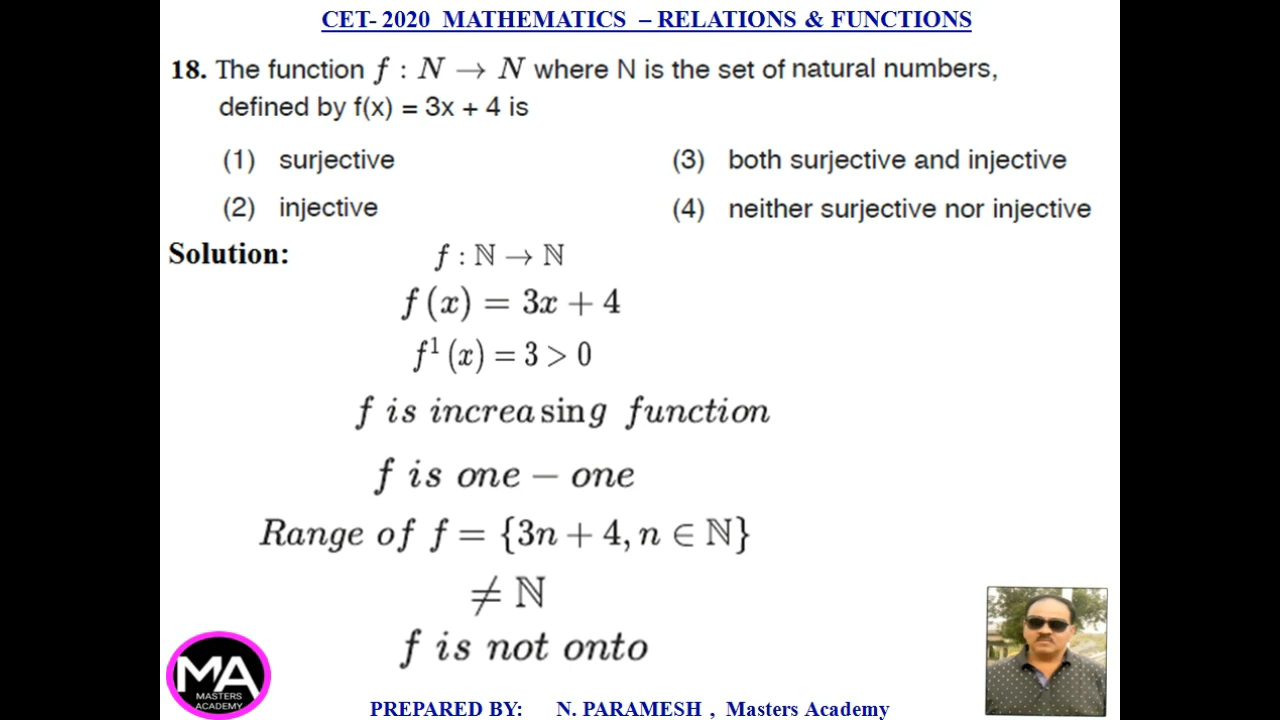 CET- 2020 MATHEMATICS – RELATIONS & FUNCTIONS
18. The function f : N → N where N is the set of natural numbers,
defined by f(x) = 3x + 4 is
(1) surjective
(2) injective
(3) both surjective and injective
(4) neither surjective nor injective
Solution:
f : ℕ → ℕ
f (x) = 3x + 4
f¹ (x) = 3 > 0
f is increa sing function
f is one − one
Range of f = {3n + 4, n ∈ ℕ}
≠ ℕ
f is not onto
MA
MASTERS
ACADEMY
PREPARED BY: N. PARAMESH , Masters Academy